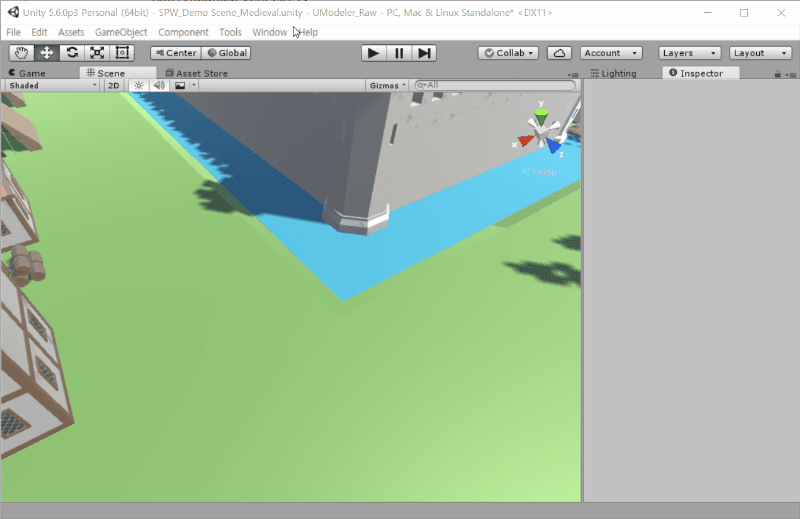 Unity 5.6.0p3 Personal (64bit) - SPW_Demo Scene_Medieval.unity - UModeler_Raw - PC, Mac & Linux Standalone* <DX11>
File Edit Assets GameObject Component Tools Window Help
Center Global Collab Account Layers Layout
Game Scene Asset Store Lighting Inspector
Shaded 2D Gizmos All
y
x
z
Persp